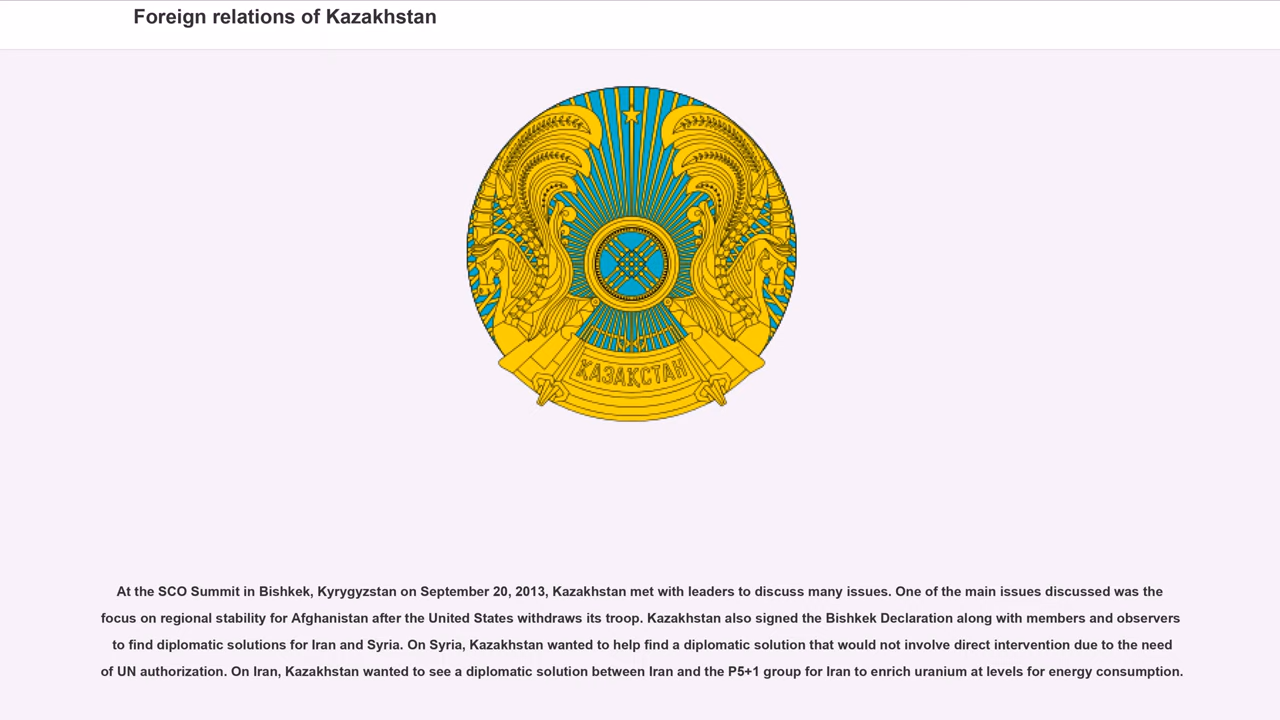 Foreign relations of Kazakhstan
ҚАЗАҚСТАН
At the SCO Summit in Bishkek, Kyrygyzstan on September 20, 2013, Kazakhstan met with leaders to discuss many issues. One of the main issues discussed was the
focus on regional stability for Afghanistan after the United States withdraws its troop. Kazakhstan also signed the Bishkek Declaration along with members and observers
to find diplomatic solutions for Iran and Syria. On Syria, Kazakhstan wanted to help find a diplomatic solution that would not involve direct intervention due to the need
of UN authorization. On Iran, Kazakhstan wanted to see a diplomatic solution between Iran and the P5+1 group for Iran to enrich uranium at levels for energy consumption.